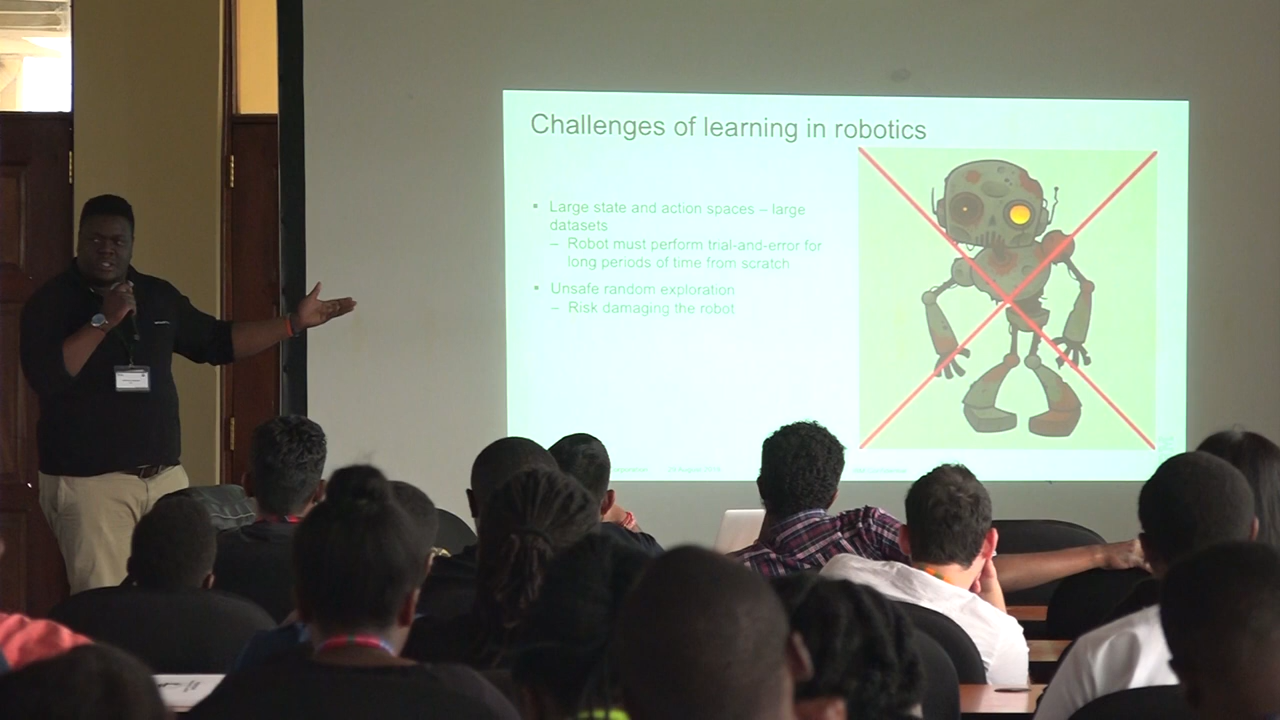 Challenges of learning in robotics
▪ Large state and action spaces – large
datasets
– Robot must perform trial-and-error for
long periods of time from scratch
▪ Unsafe random exploration
– Risk damaging the robot